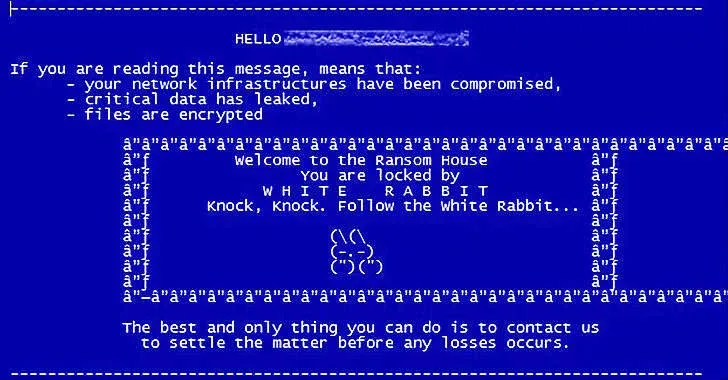 ----------------------------------------------------------------------
HELLO
If you are reading this message, means that:
- your network infrastructures have been compromised,
- critical data has leaked,
- files are encrypted
â"â"â"â"â"â"â"â"â"â"â"â"â"â"â"â"â"â"â"â"â"â"â"â"â"â"â"â"â"â"â"â"
â"ƒ Welcome to the Ransom House â"ƒ
â"ƒ You are locked by â"ƒ
â"ƒ W H I T E   R A B B I T â"ƒ
â"ƒ Knock, Knock. Follow the White Rabbit... â"ƒ
â"ƒ â"ƒ
â"ƒ (\(\ â"ƒ
â"ƒ (-,-) â"ƒ
â"ƒ (")(") â"ƒ
â"ƒ â"ƒ
â"—â"â"â"â"â"â"â"â"â"â"â"â"â"â"â"â"â"â"â"â"â"â"â"â"â"â"â"â"â"â"â"
The best and only thing you can do is to contact us
to settle the matter before any losses occurs.
----------------------------------------------------------------------